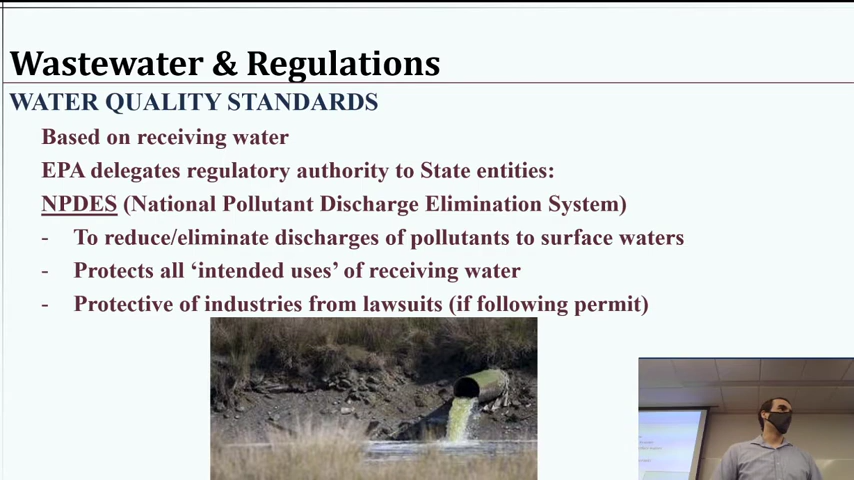 Wastewater & Regulations
WATER QUALITY STANDARDS
Based on receiving water
EPA delegates regulatory authority to State entities:
NPDES (National Pollutant Discharge Elimination System)
- To reduce/eliminate discharges of pollutants to surface waters
- Protects all ‘intended uses’ of receiving water
- Protective of industries from lawsuits (if following permit)